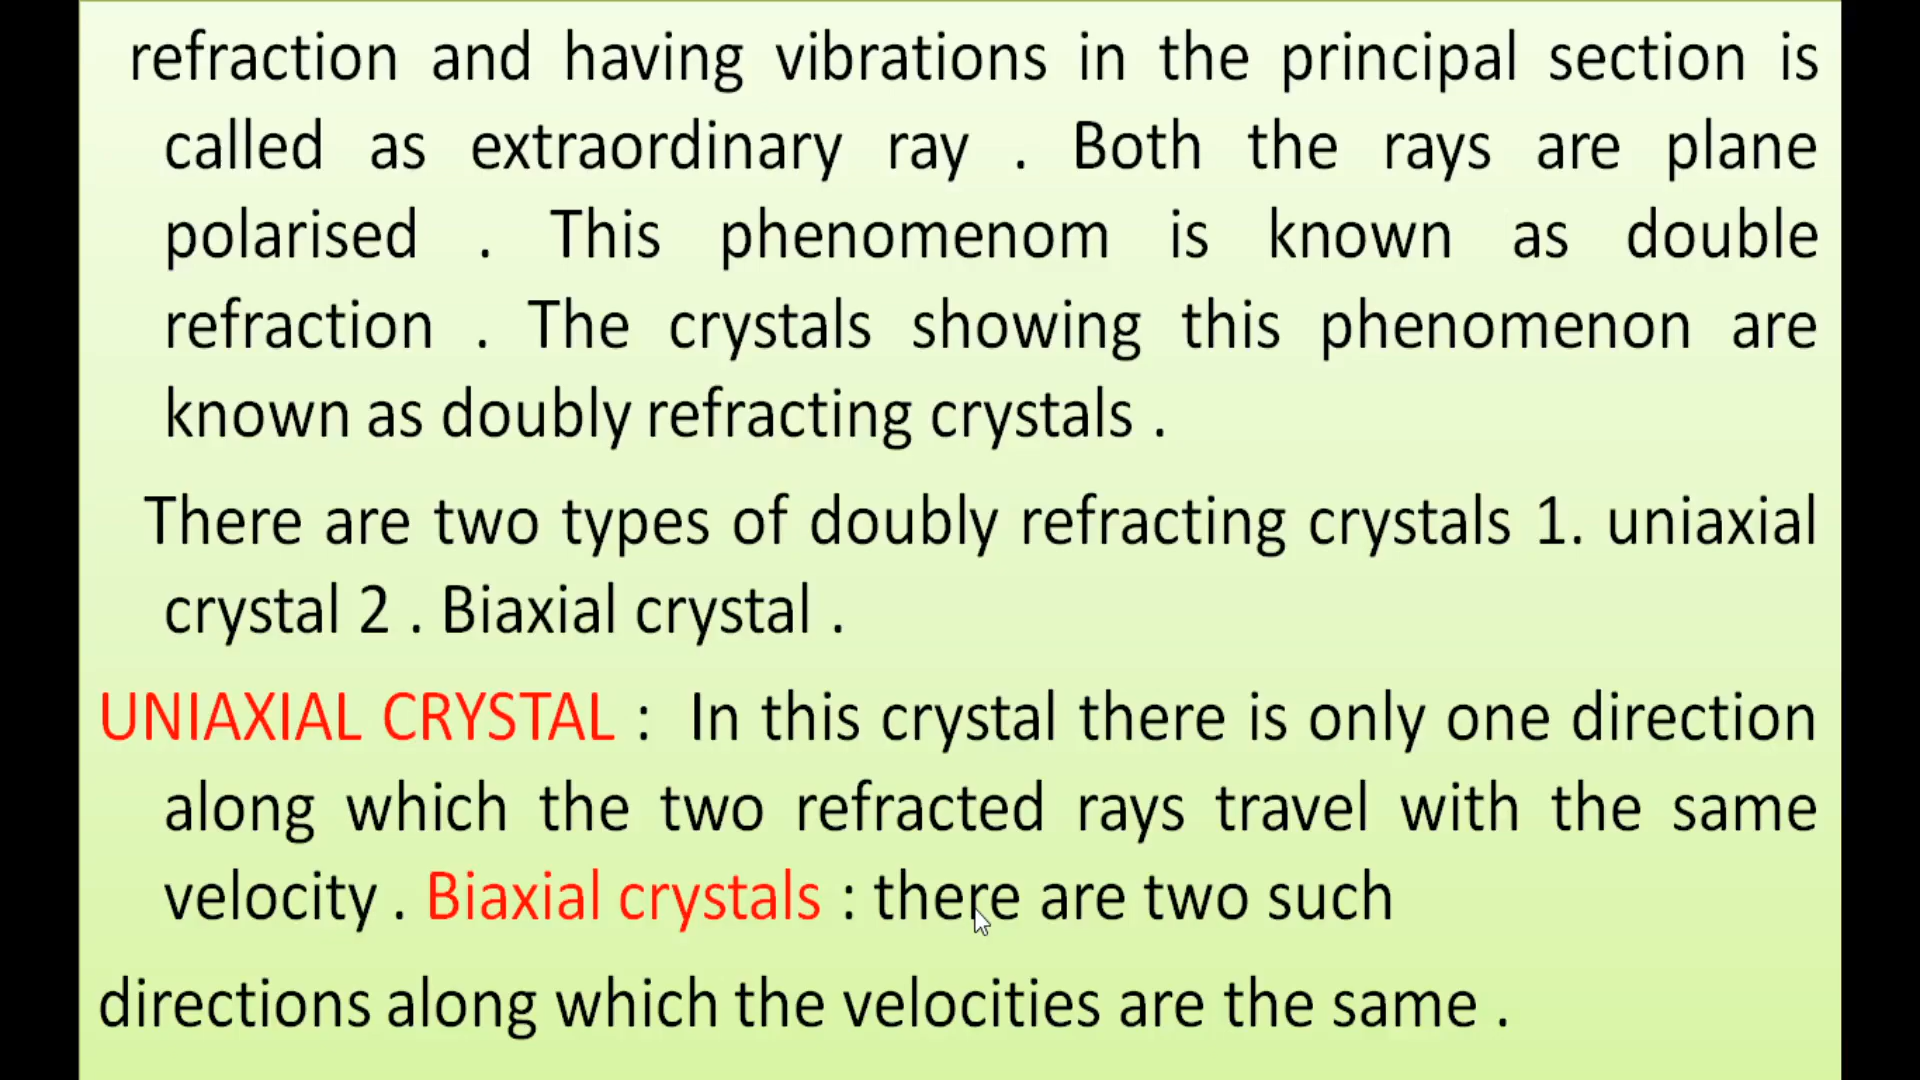 refraction and having vibrations in the principal section is
called as extraordinary ray . Both the rays are plane
polarised . This phenomenom is known as double
refraction . The crystals showing this phenomenon are
known as doubly refracting crystals .
There are two types of doubly refracting crystals 1. uniaxial
crystal 2 . Biaxial crystal .
UNIAXIAL CRYSTAL : In this crystal there is only one direction
along which the two refracted rays travel with the same
velocity . Biaxial crystals : there are two such
directions along which the velocities are the same .